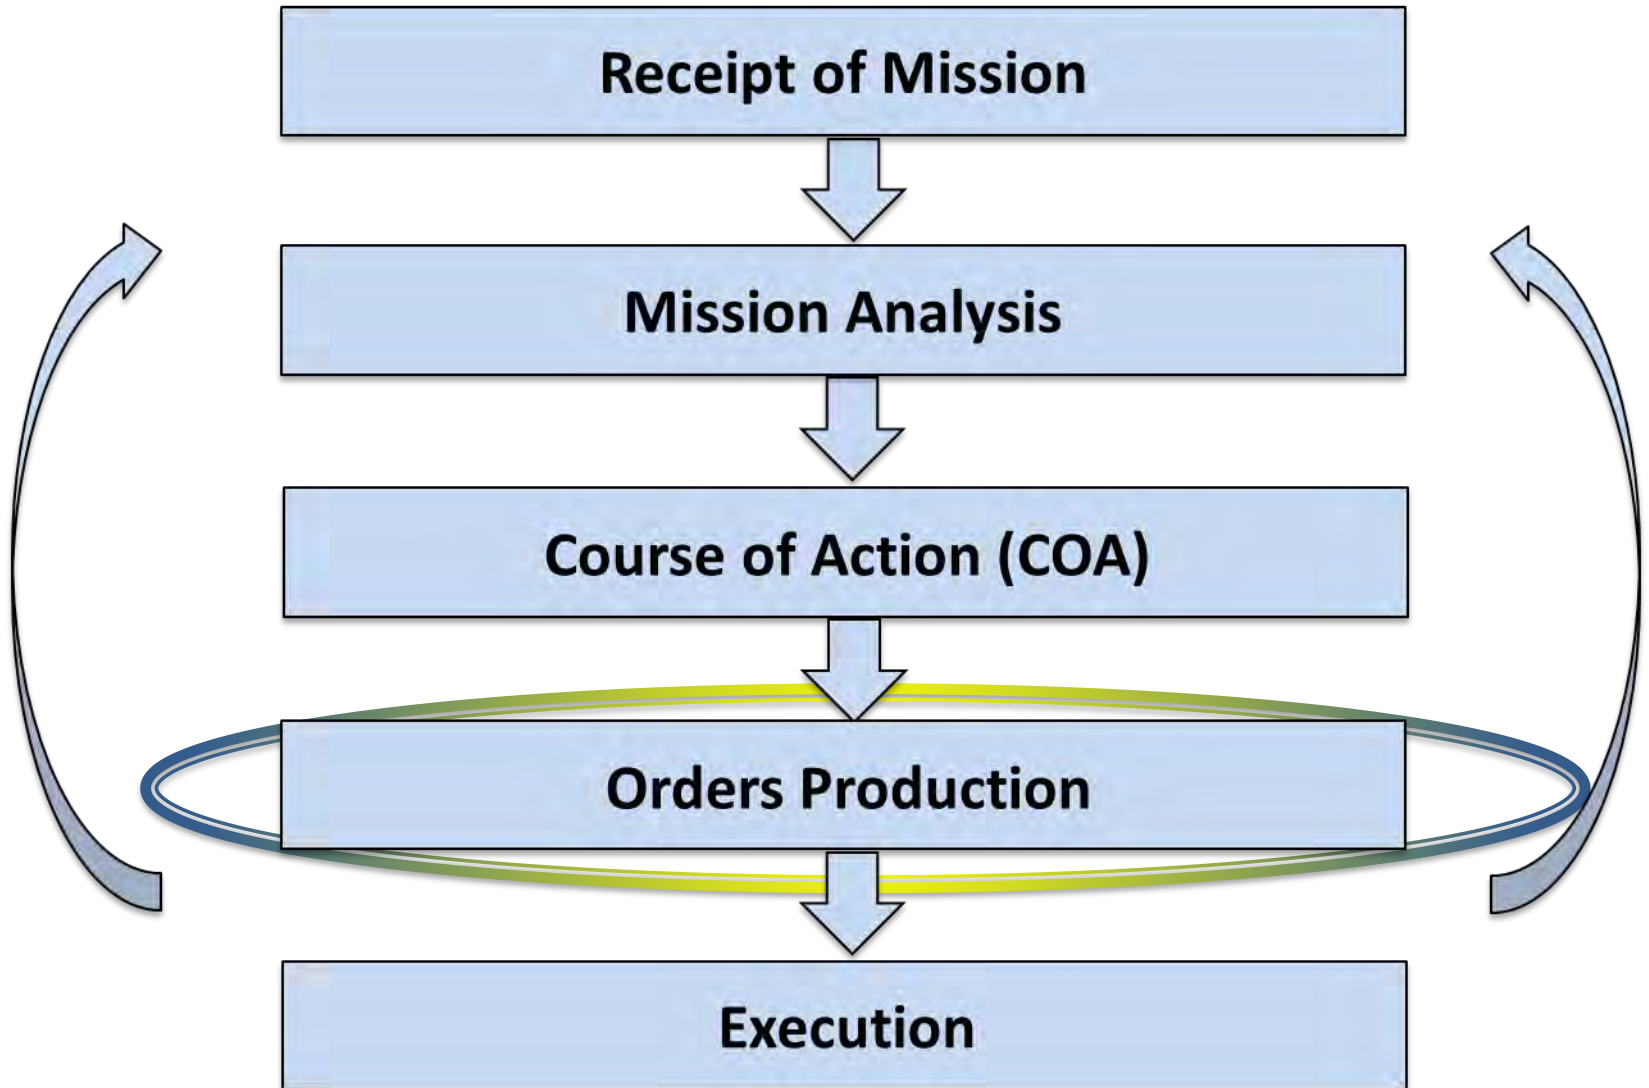 Receipt of Mission
Mission Analysis
Course of Action (COA)
Orders Production
Execution